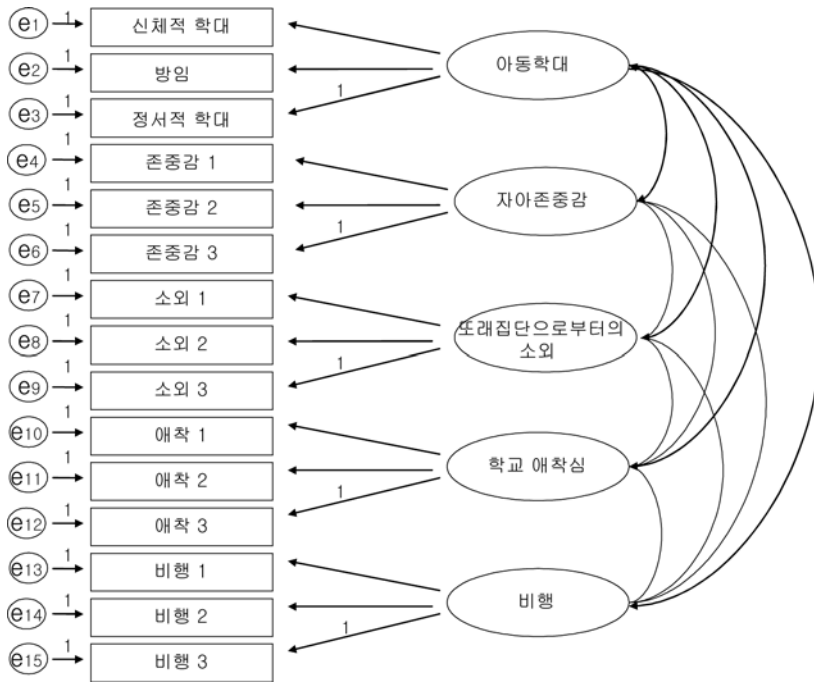 e1 1 신체적 학대
e2 1 방임
e3 1 정서적 학대
1 아동학대
e4 1 존중감 1
e5 1 존중감 2
e6 1 존중감 3
1 자아존중감
e7 1 소외 1
e8 1 소외 2
e9 1 소외 3
1 또래집단으로부터의
소외
e10 1 애착 1
e11 1 애착 2
e12 1 애착 3
1 학교 애착심
e13 1 비행 1
e14 1 비행 2
e15 1 비행 3
1 비행